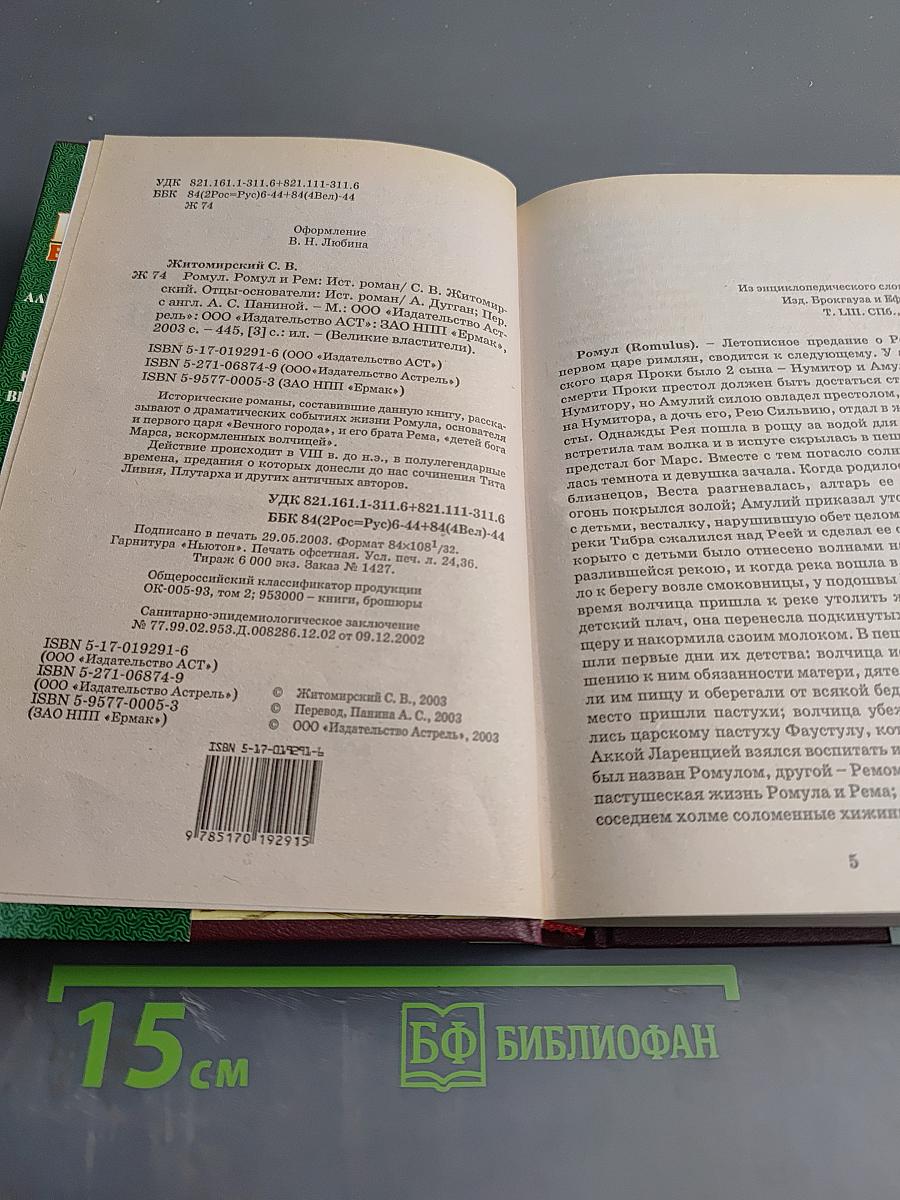 УДК 821.161.1-311.6+821.111-311.6
ББК 84(2Рос=Рус)6-44+84(4Вел)-44
Ж 74
Оформление
В. Н. Любина
Житомирский С. В.
Ж 74 Ромул. Ромул и Рем: Ист. роман/ С. В. Житомир-
ский. Отцы-основатели: Ист. роман/ А. Дугган; Пер.
с англ. А. С. Паниной. – М.: ООО «Издательство Аст-
рель»: ООО «Издательство АСТ»: ЗАО НПП «Ермак»,
2003 с. – 445, [3] с.: ил. – (Великие властители).
ISBN 5-17-019291-6 (ООО «Издательство АСТ»)
ISBN 5-271-06874-9 (ООО«Издательство Астрель»)
ISBN 5-9577-0005-3 (ЗАО НПП «Ермак»)
Исторические романы, составившие данную книгу, расска-
зывают о драматических событиях жизни Ромула, основателя
и первого царя «Вечного города», и его брата Рема, «детей бога
Марса, вскормленных волчицей».
Действие происходит в VIII в. до н.э., в полулегендарные
времена, предания о которых донесли до нас сочинения Тита
Ливия, Плутарха и других античных авторов.
УДК 821.161.1-311.6+821.111-311.6
ББК 84(2Рос=Рус)6-44+84(4Вел)-44
Подписано в печать 29.05.2003. Формат 84×108¹/32.
Гарнитура «Ньютон». Печать офсетная. Усл. печ. л. 24,36.
Тираж 6 000 экз. Заказ № 1427.
Общероссийский классификатор продукции
ОК-005-93, том 2; 953000 – книги, брошюры
Санитарно-эпидемиологическое заключение
№ 77.99.02.953.Д.008286.12.02 от 09.12.2002
ISBN 5-17-019291-6
(ООО «Издательство АСТ»)
ISBN 5-271-06874-9
(ООО «Издательство Астрель»)
ISBN 5-9577-0005-3
(ЗАО НПП «Ермак»)
© Житомирский С. В., 2003
© Перевод, Панина А. С., 2003
© ООО «Издательство Астрель», 2003
ISBN 5-17-019291-6
9 785170 192915
Из энциклопедического слов
Изд. Брокгауза и Еф
Т. LIII. СПб.,
Ромул (Romulus). – Летописное предание о Р
первом царе римлян, сводится к следующему. У а
ского царя Проки было 2 сына – Нумитор и Аму
смерти Проки престол должен быть достаться ст
Нумитору, но Амулий силою овладел престолом,
на Нумитора, а дочь его, Рею Сильвию, отдал в ж
сты. Однажды Рея пошла в рощу за водой для
встретила там волка и в испуге скрылась в пещ
предстал бог Марс. Вместе с тем погасло солн
лась темнота и девушка зачала. Когда родилос
близнецов, Веста разгневалась, алтарь ее
огонь покрылся золой; Амулий приказал уто
с детьми, весталку, нарушившую обет целом
реки Тибра сжалился над Реей и сделал ее с
корыто с детьми было отнесено волнами н
разлившейся рекою, и когда река вошла в
ло к берегу возле смоковницы, у подошвы
время волчица пришла к реке утолить ж
детский плач, она перенесла подкинутых
щеру и накормила своим молоком. В пещ
шли первые дни их детства: волчица ис
шению к ним обязанности матери, дяте
ли им пищу и оберегали от всякой бед
место пришли пастухи; волчица убеж
лись царскому пастуху Фаустулу, кот
Аккой Ларенцией взялся воспитать и
был назван Ромулом, другой – Ремом
пастушеская жизнь Ромула и Рема;
соседнем холме соломенные хижин
5
15 см
БФ БИБЛИОФАН